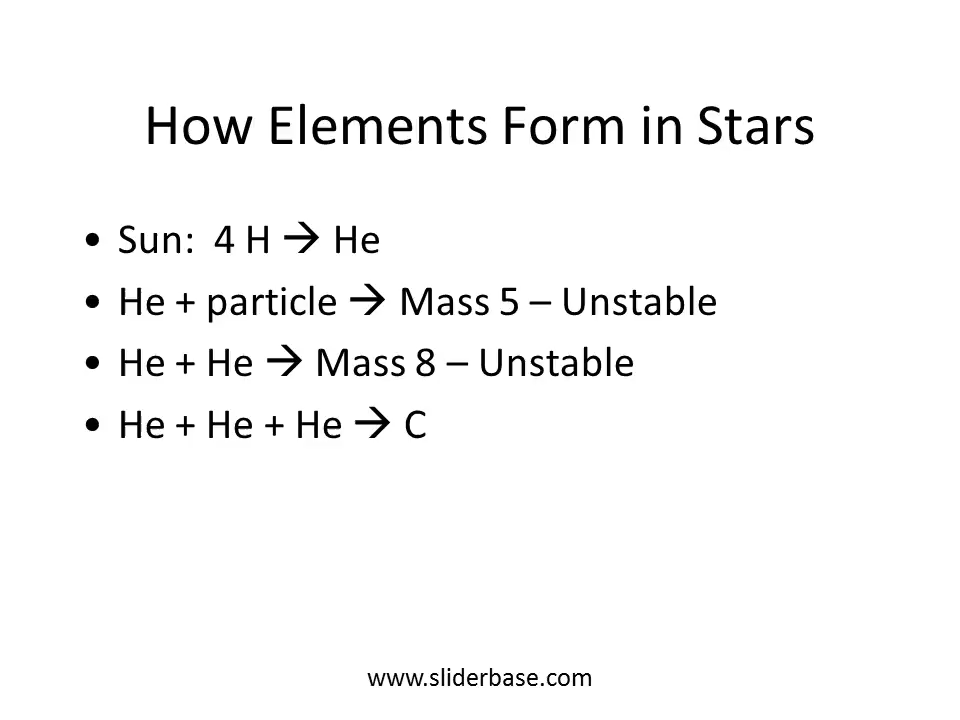 How Elements Form in Stars
• Sun:  4 H → He
• He + particle → Mass 5 – Unstable
• He + He → Mass 8 – Unstable
• He + He + He → C
www.sliderbase.com